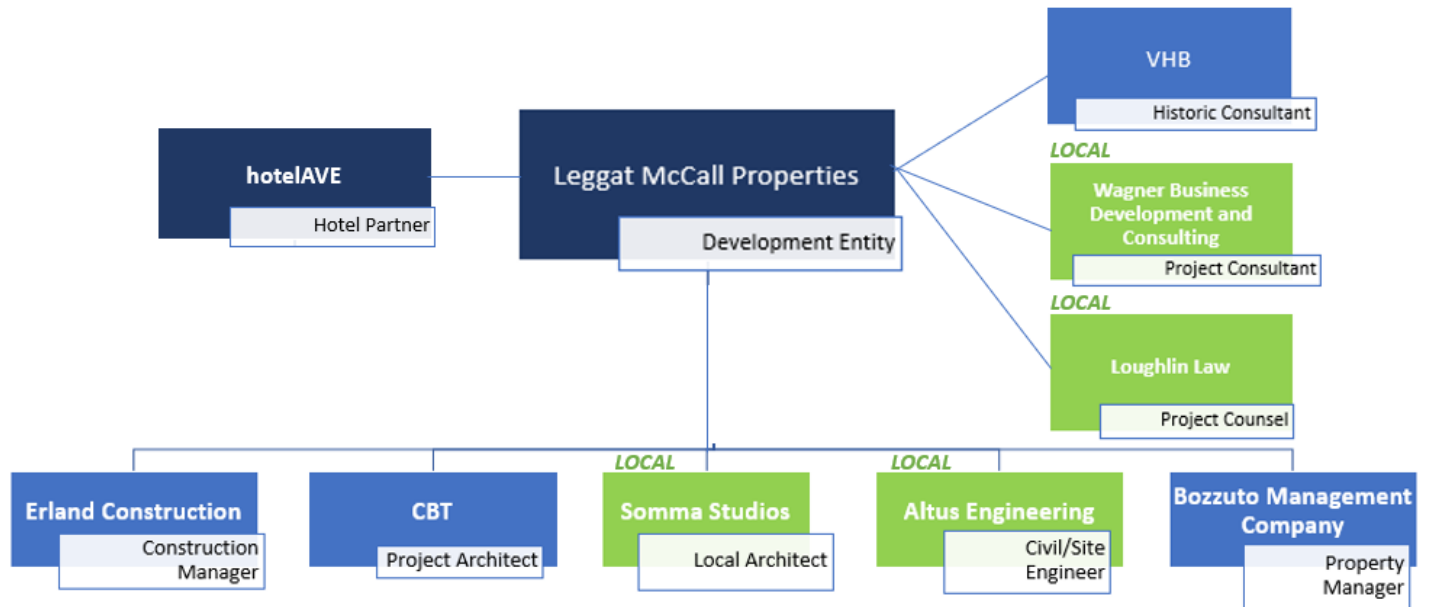 VHB
Historic Consultant
hotelAVE
Hotel Partner
Leggat McCall Properties
Development Entity
LOCAL
Wagner Business
Development and
Consulting
Project Consultant
LOCAL
Loughlin Law
Project Counsel
Erland Construction
Construction
Manager
CBT
Project Architect
LOCAL
Somma Studios
Local Architect
LOCAL
Altus Engineering
Civil/Site
Engineer
Bozzuto Management
Company
Property
Manager